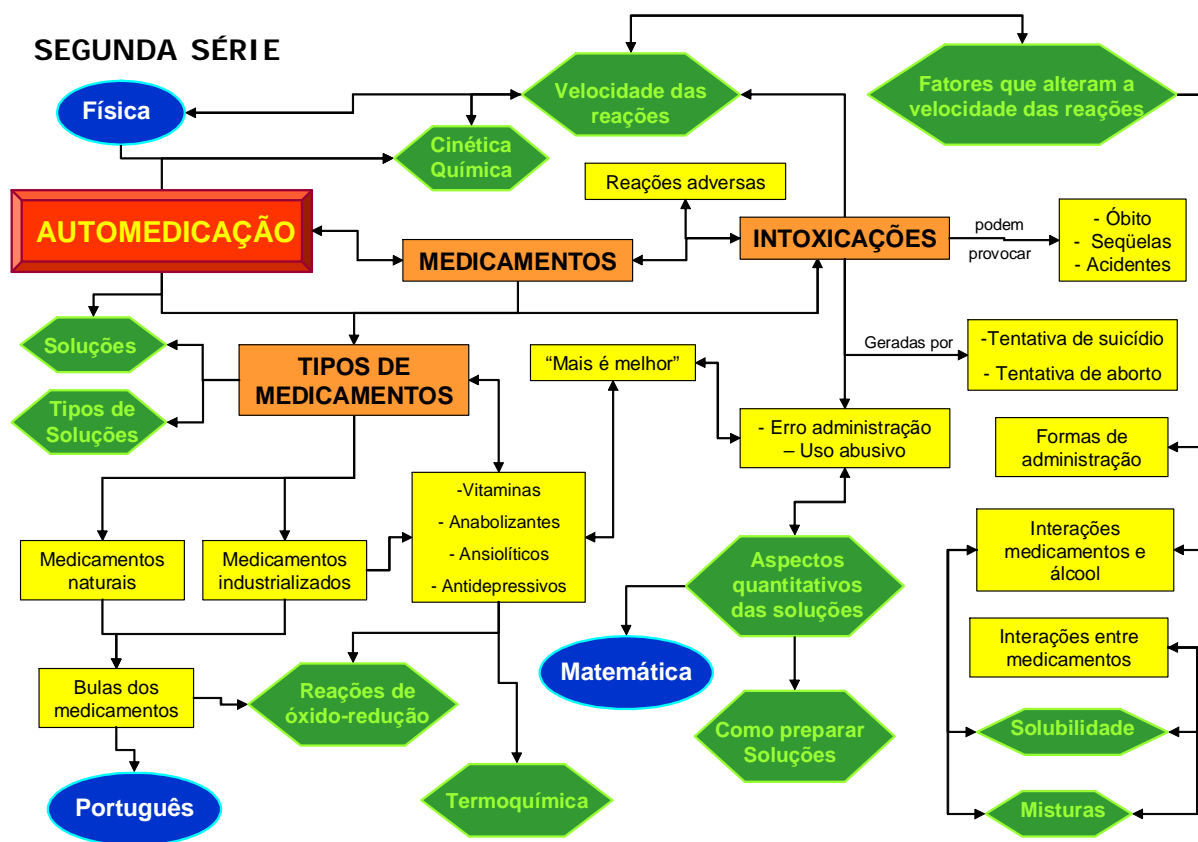 SEGUNDA SÉRIE
Física
Velocidade das
reações
Fatores que alteram a
velocidade das reações
Cinética
Química
Reações adversas
AUTOMEDICAÇÃO
MEDICAMENTOS
INTOXICAÇÕES
podem
provocar
- Óbito
- Seqüelas
- Acidentes
Soluções
Tipos de
Soluções
TIPOS DE
MEDICAMENTOS
“Mais é melhor”
Geradas por
-Tentativa de suicídio
- Tentativa de aborto
- Erro administração
– Uso abusivo
Formas de
administração
-Vitaminas
- Anabolizantes
- Ansiolíticos
- Antidepressivos
Medicamentos
naturais
Medicamentos
industrializados
Interações
medicamentos e
álcool
Aspectos
quantitativos
das soluções
Interações entre
medicamentos
Matemática
Bulas dos
medicamentos
Reações de
óxido-redução
Como preparar
Soluções
Solubilidade
Português
Termoquímica
Misturas